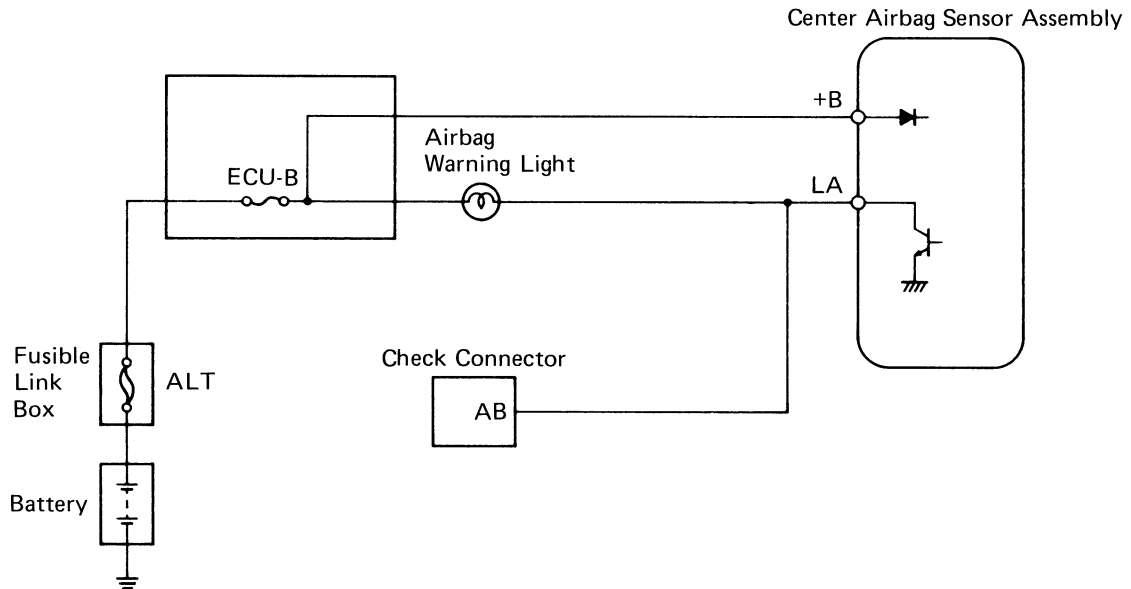 Center Airbag Sensor Assembly
+B
Airbag
Warning Light
ECU-B
LA
Fusible
Link
Box
ALT
Check Connector
AB
Battery